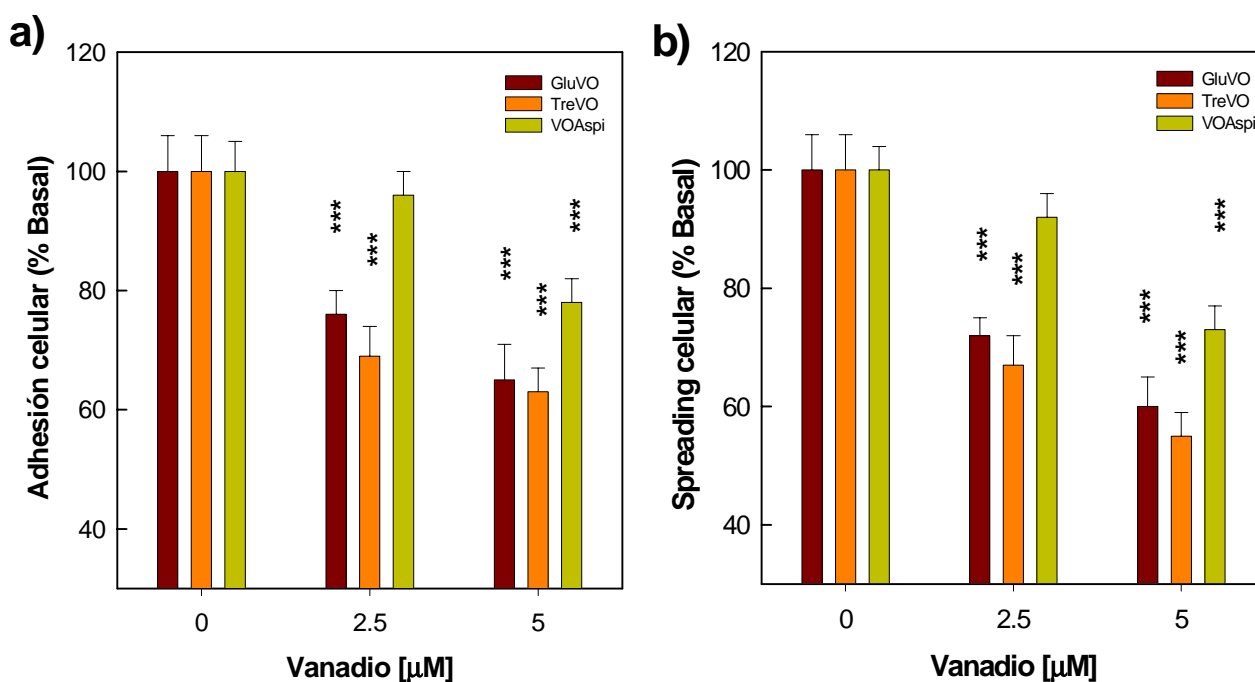 a)
Adhesión celular (% Basal)
120
100
80
60
40
GluVO
TreVO
VOAspi
***
***
***
***
***
0
2.5
5
Vanadio [μM]
b)
Spreading celular (% Basal)
120
100
80
60
40
GluVO
TreVO
VOAspi
***
***
***
***
***
0
2.5
5
Vanadio [μM]